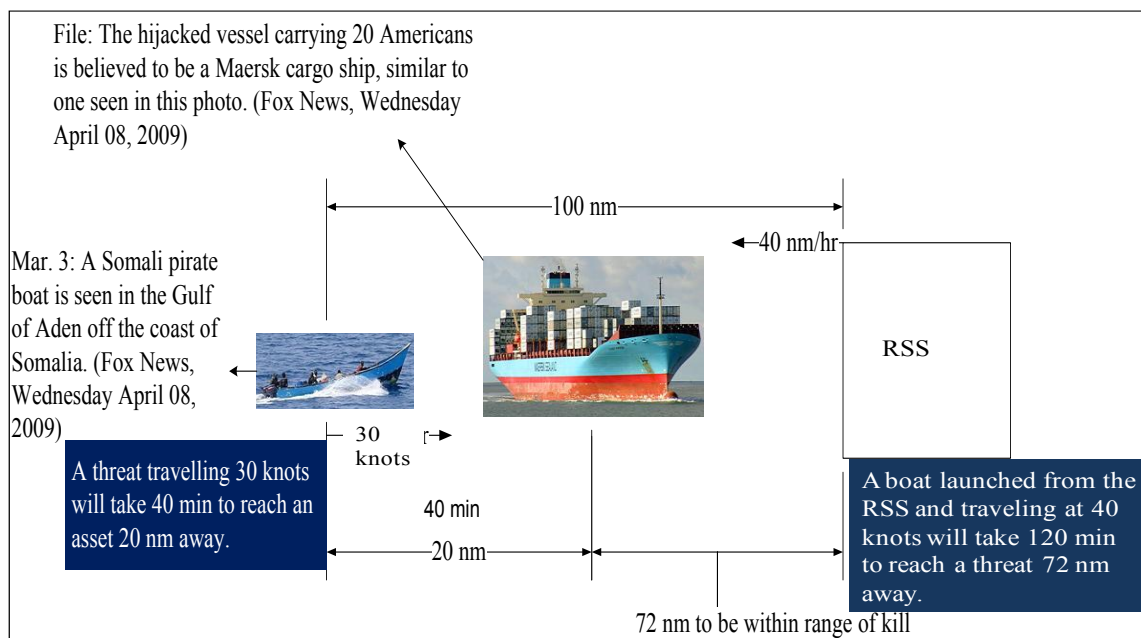 File: The hijacked vessel carrying 20 Americans
is believed to be a Maersk cargo ship, similar to
one seen in this photo. (Fox News, Wednesday
April 08, 2009)
100 nm
40 nm/hr
Mar. 3: A Somali pirate
boat is seen in the Gulf
of Aden off the coast of
Somalia. (Fox News,
Wednesday April 08,
2009)
RSS
30
knots
r
A threat travelling 30 knots
will take 40 min to reach an
asset 20 nm away.
40 min
20 nm
A boat launched from the
RSS and traveling at 40
knots will take 120 min
to reach a threat 72 nm
away.
72 nm to be within range of kill